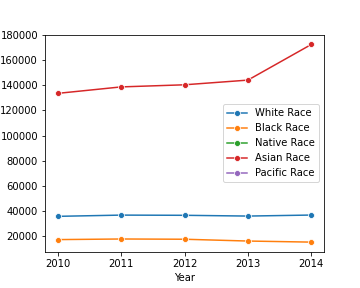 180000
160000
140000
120000
100000
80000
60000
40000
20000
White Race
Black Race
Native Race
Asian Race
Pacific Race
2010 2011 2012 2013 2014
Year